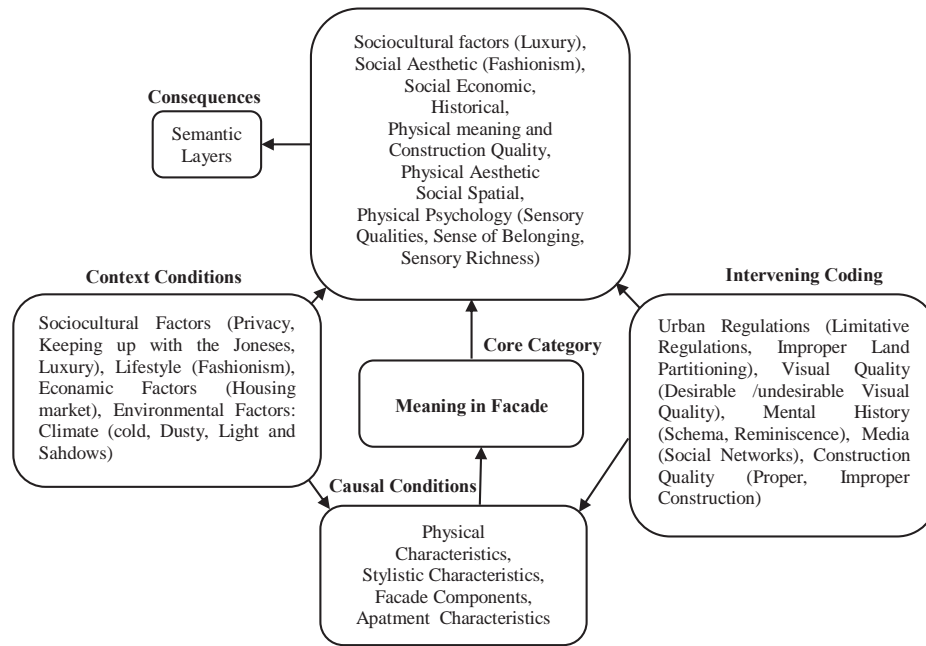 Sociocultural factors (Luxury),
Social Aesthetic (Fashionism),
Social Economic,
Historical,
Physical meaning and
Construction Quality,
Physical Aesthetic
Social Spatial,
Physical Psychology (Sensory
Qualities, Sense of Belonging,
Sensory Richness)
Consequences
Semantic
Layers
Context Conditions
Sociocultural Factors (Privacy,
Keeping up with the Joneses,
Luxury), Lifestyle (Fashionism),
Econamic Factors (Housing
market), Environmental Factors:
Climate (cold, Dusty, Light and
Sahdows)
Core Category
Meaning in Facade
Intervening Coding
Urban Regulations (Limitative
Regulations, Improper Land
Partitioning), Visual Quality
(Desirable /undesirable Visual
Quality), Mental History
(Schema, Reminiscence), Media
(Social Networks), Construction
Quality (Proper, Improper
Construction)
Causal Conditions
Physical
Characteristics,
Stylistic Characteristics,
Facade Components,
Apatment Characteristics